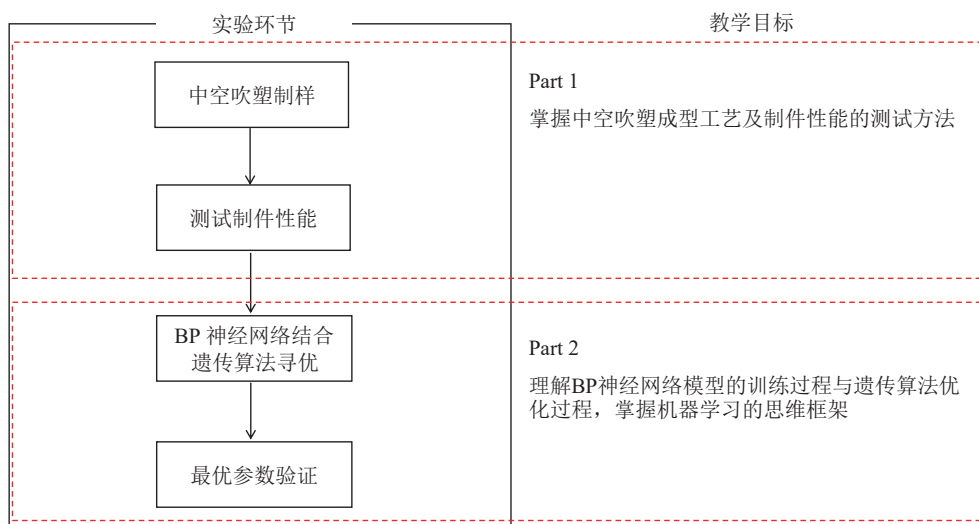 实验环节
教学目标
中空吹塑制样
Part 1
掌握中空吹塑成型工艺及制件性能的测试方法
测试制件性能
BP 神经网络结合
遗传算法寻优
Part 2
理解BP神经网络模型的训练过程与遗传算法优
化过程，掌握机器学习的思维框架
最优参数验证